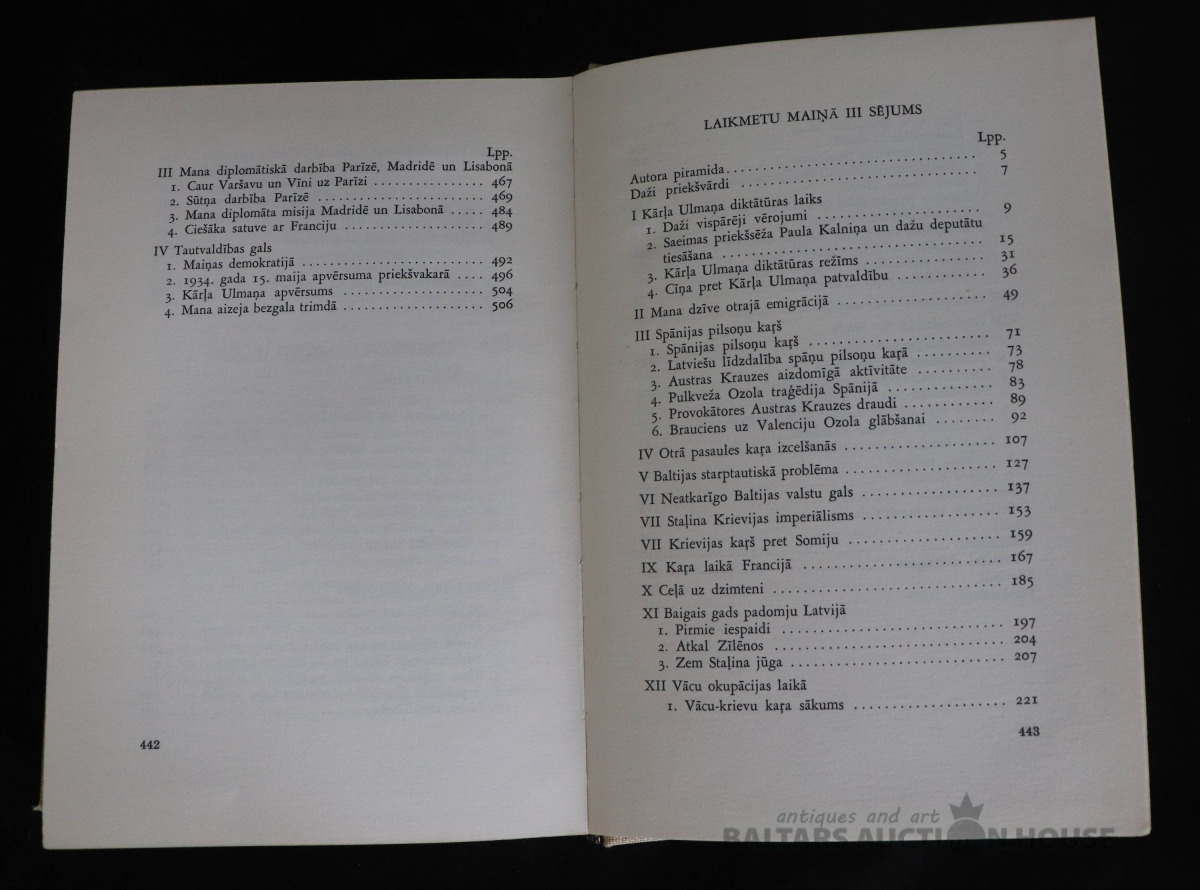 Lpp.
III Mana diplomātiskā darbība Parīzē, Madridē un Lisabonā
1. Caur Varšavu un Vīni uz Parīzi ................ 467
2. Sūtņa darbība Parīzē ........................ 469
3. Mana diplomāta misija Madridē un Lisabonā ..... 484
4. Ciešāka satuve ar Franciju ..................... 489
IV Tautvaldības gals
1. Maiņas demokratijā ........................... 492
2. 1934. gada 15. maija apvērsuma priekšvakarā .... 496
3. Kārļa Ulmaņa apvērsums ...................... 504
4. Mana aizeja bezgala trimdā .................... 506
442
LAIKMETU MAIŅĀ III SĒJUMS
Lpp.
Autora piramida.................................. 5
Daži priekšvārdi ................................. 7
I Kārļa Ulmaņa diktātūras laiks
1. Daži vispārēji vērojumi ....................... 9
2. Saeimas priekšsēža Paula Kalniņa un dažu deputātu
tiesāšana ..................................... 15
3. Kārļa Ulmaņa diktātūras režīms ................. 31
4. Cīņa pret Kārļa Ulmaņa patvaldību ............ 36
II Mana dzīve otrajā emigrācijā ..................... 49
III Spānijas pilsoņu kaŗš
1. Spānijas pilsoņu kaŗš .......................... 71
2. Latviešu līdzdalība spāņu pilsoņu kaŗā .......... 73
3. Austras Krauzes aizdomīgā aktīvitāte .......... 78
4. Pulkveža Ozola traģēdija Spānijā .............. 83
5. Provokātores Austras Krauzes draudi ............ 89
6. Brauciens uz Valenciju Ozola glābšanai ........ 92
IV Otrā pasaules kaŗa izcelšanās ..................... 107
V Baltijas starptautiskā problēma .................... 127
VI Neatkarīgo Baltijas valstu gals .................. 137
VII Staļina Krievijas imperiālisms .................. 153
VII Krievijas kaŗš pret Somiju .................... 159
IX Kaŗa laikā Francijā .......................... 167
X Ceļā uz dzimteni ............................... 185
XI Baigais gads padomju Latvijā
1. Pirmie iespaidi ............................... 197
2. Atkal Zīlēnos ................................ 204
3. Zem Staļina jūga .............................. 207
XII Vācu okupācijas laikā
1. Vācu-krievu kaŗa sākums .................... 221
443
antiques and art
BALTARS AUCTION HOUSE